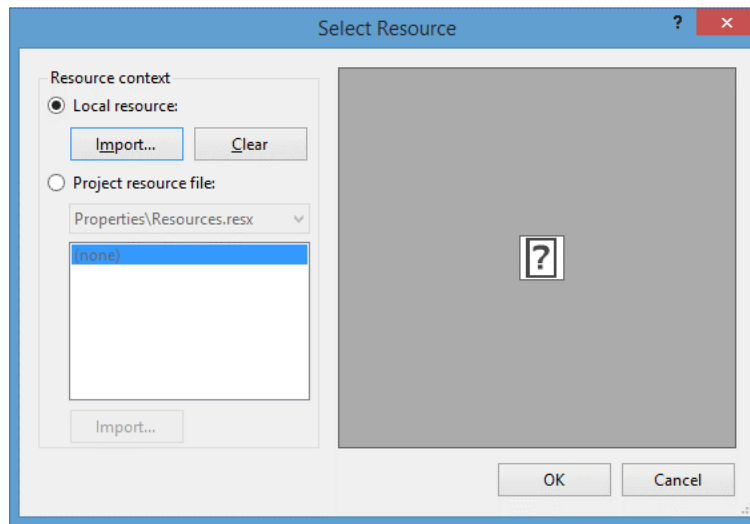 Select Resource
?
Resource context
Local resource:
Import...
Clear
Project resource file:
Properties\Resources.resx
(none)
Import...
?
OK
Cancel